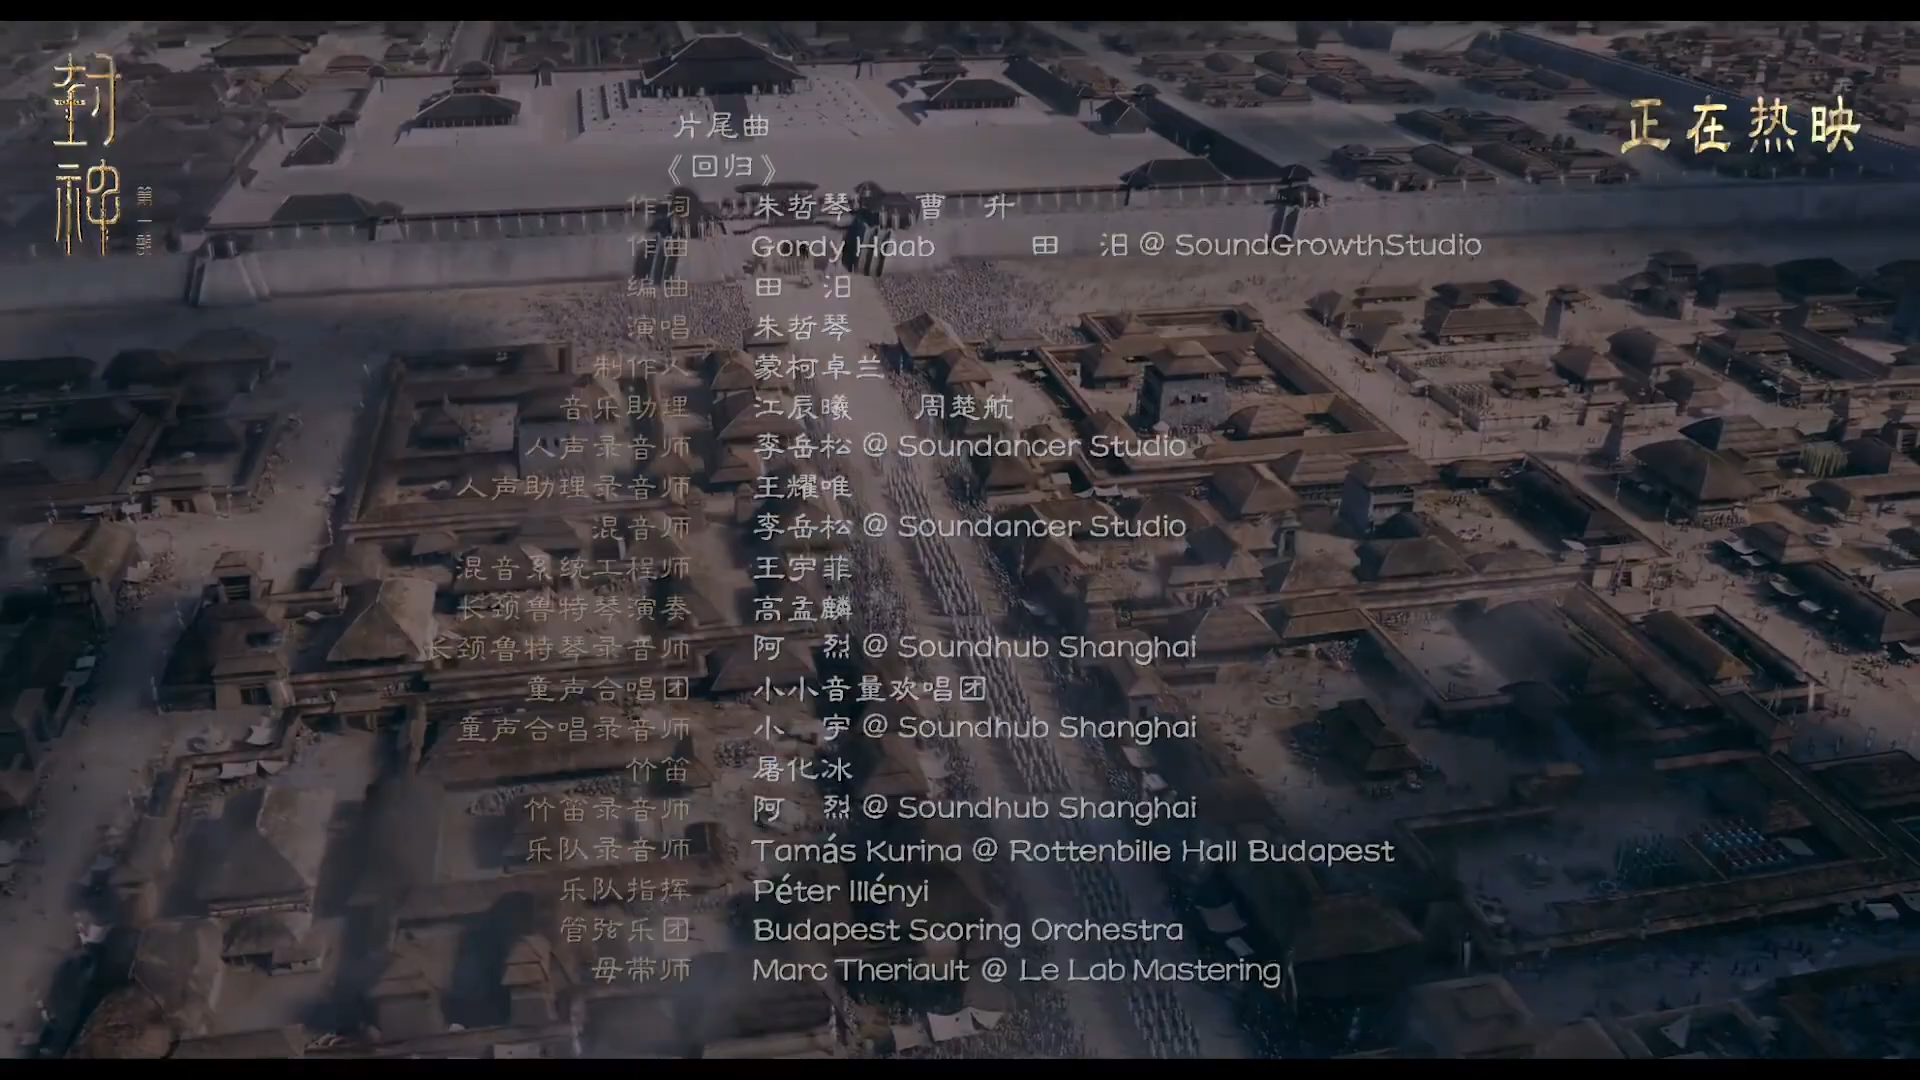 封神
第一部
正在热映
片尾曲
《回归》
作词 朱哲琴 曹 升
作曲 Gordy Haab 田 汨 @ SoundGrowthStudio
编曲 田 汨
演唱 朱哲琴
制作人 蒙柯卓兰
音乐助理 江辰曦 周楚航
人声录音师 李岳松 @ Soundancer Studio
人声助理录音师 王耀唯
混音师 李岳松 @ Soundancer Studio
混音系统工程师 王宇菲
长颈鲁特琴演奏 高孟麟
长颈鲁特琴录音师 阿 烈 @ Soundhub Shanghai
童声合唱团 小小音量欢唱团
童声合唱录音师 小 宇 @ Soundhub Shanghai
竹笛 屠化冰
竹笛录音师 阿 烈 @ Soundhub Shanghai
乐队录音师 Tamás Kurina @ Rottenbille Hall Budapest
乐队指挥 Péter Illényi
管弦乐团 Budapest Scoring Orchestra
母带师 Marc Theriault @ Le Lab Mastering